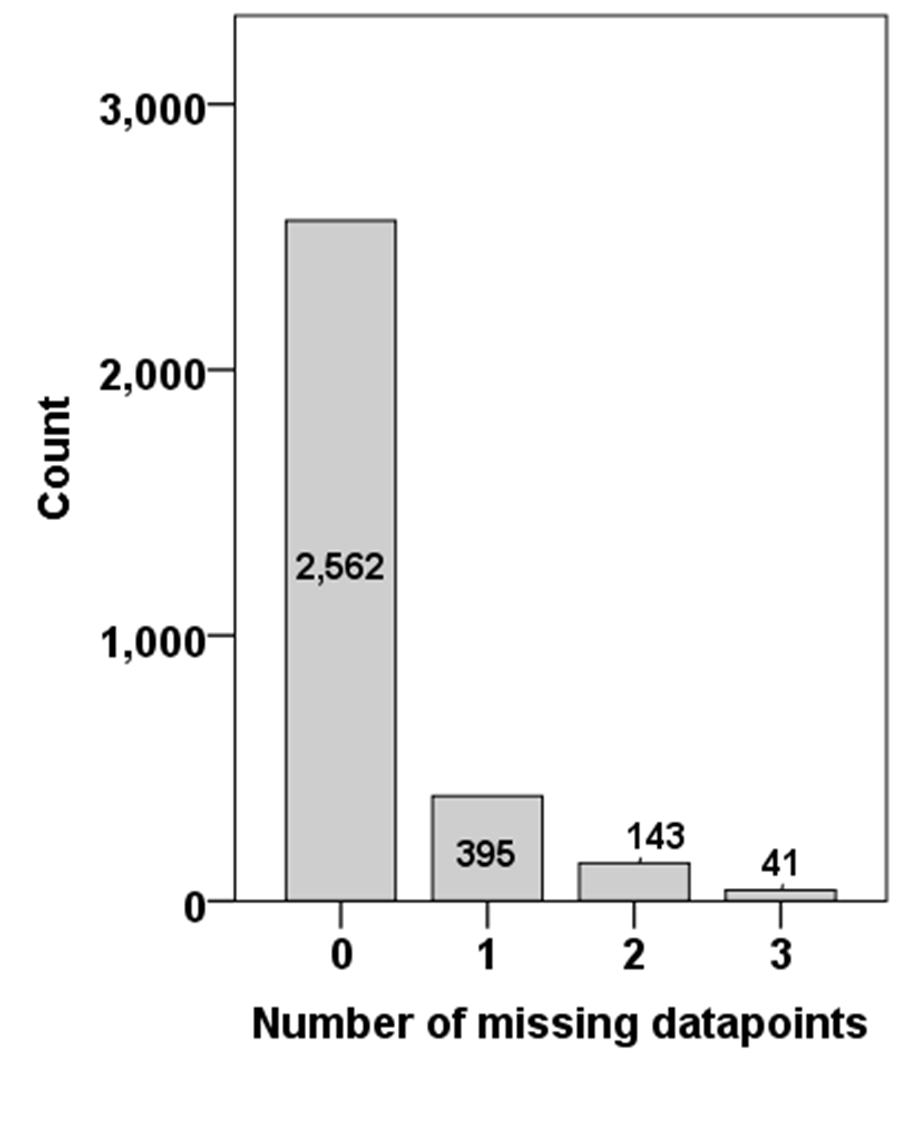 3,000
2,000
1,000
0
Count
2,562
395
143
41
0 1 2 3
Number of missing datapoints